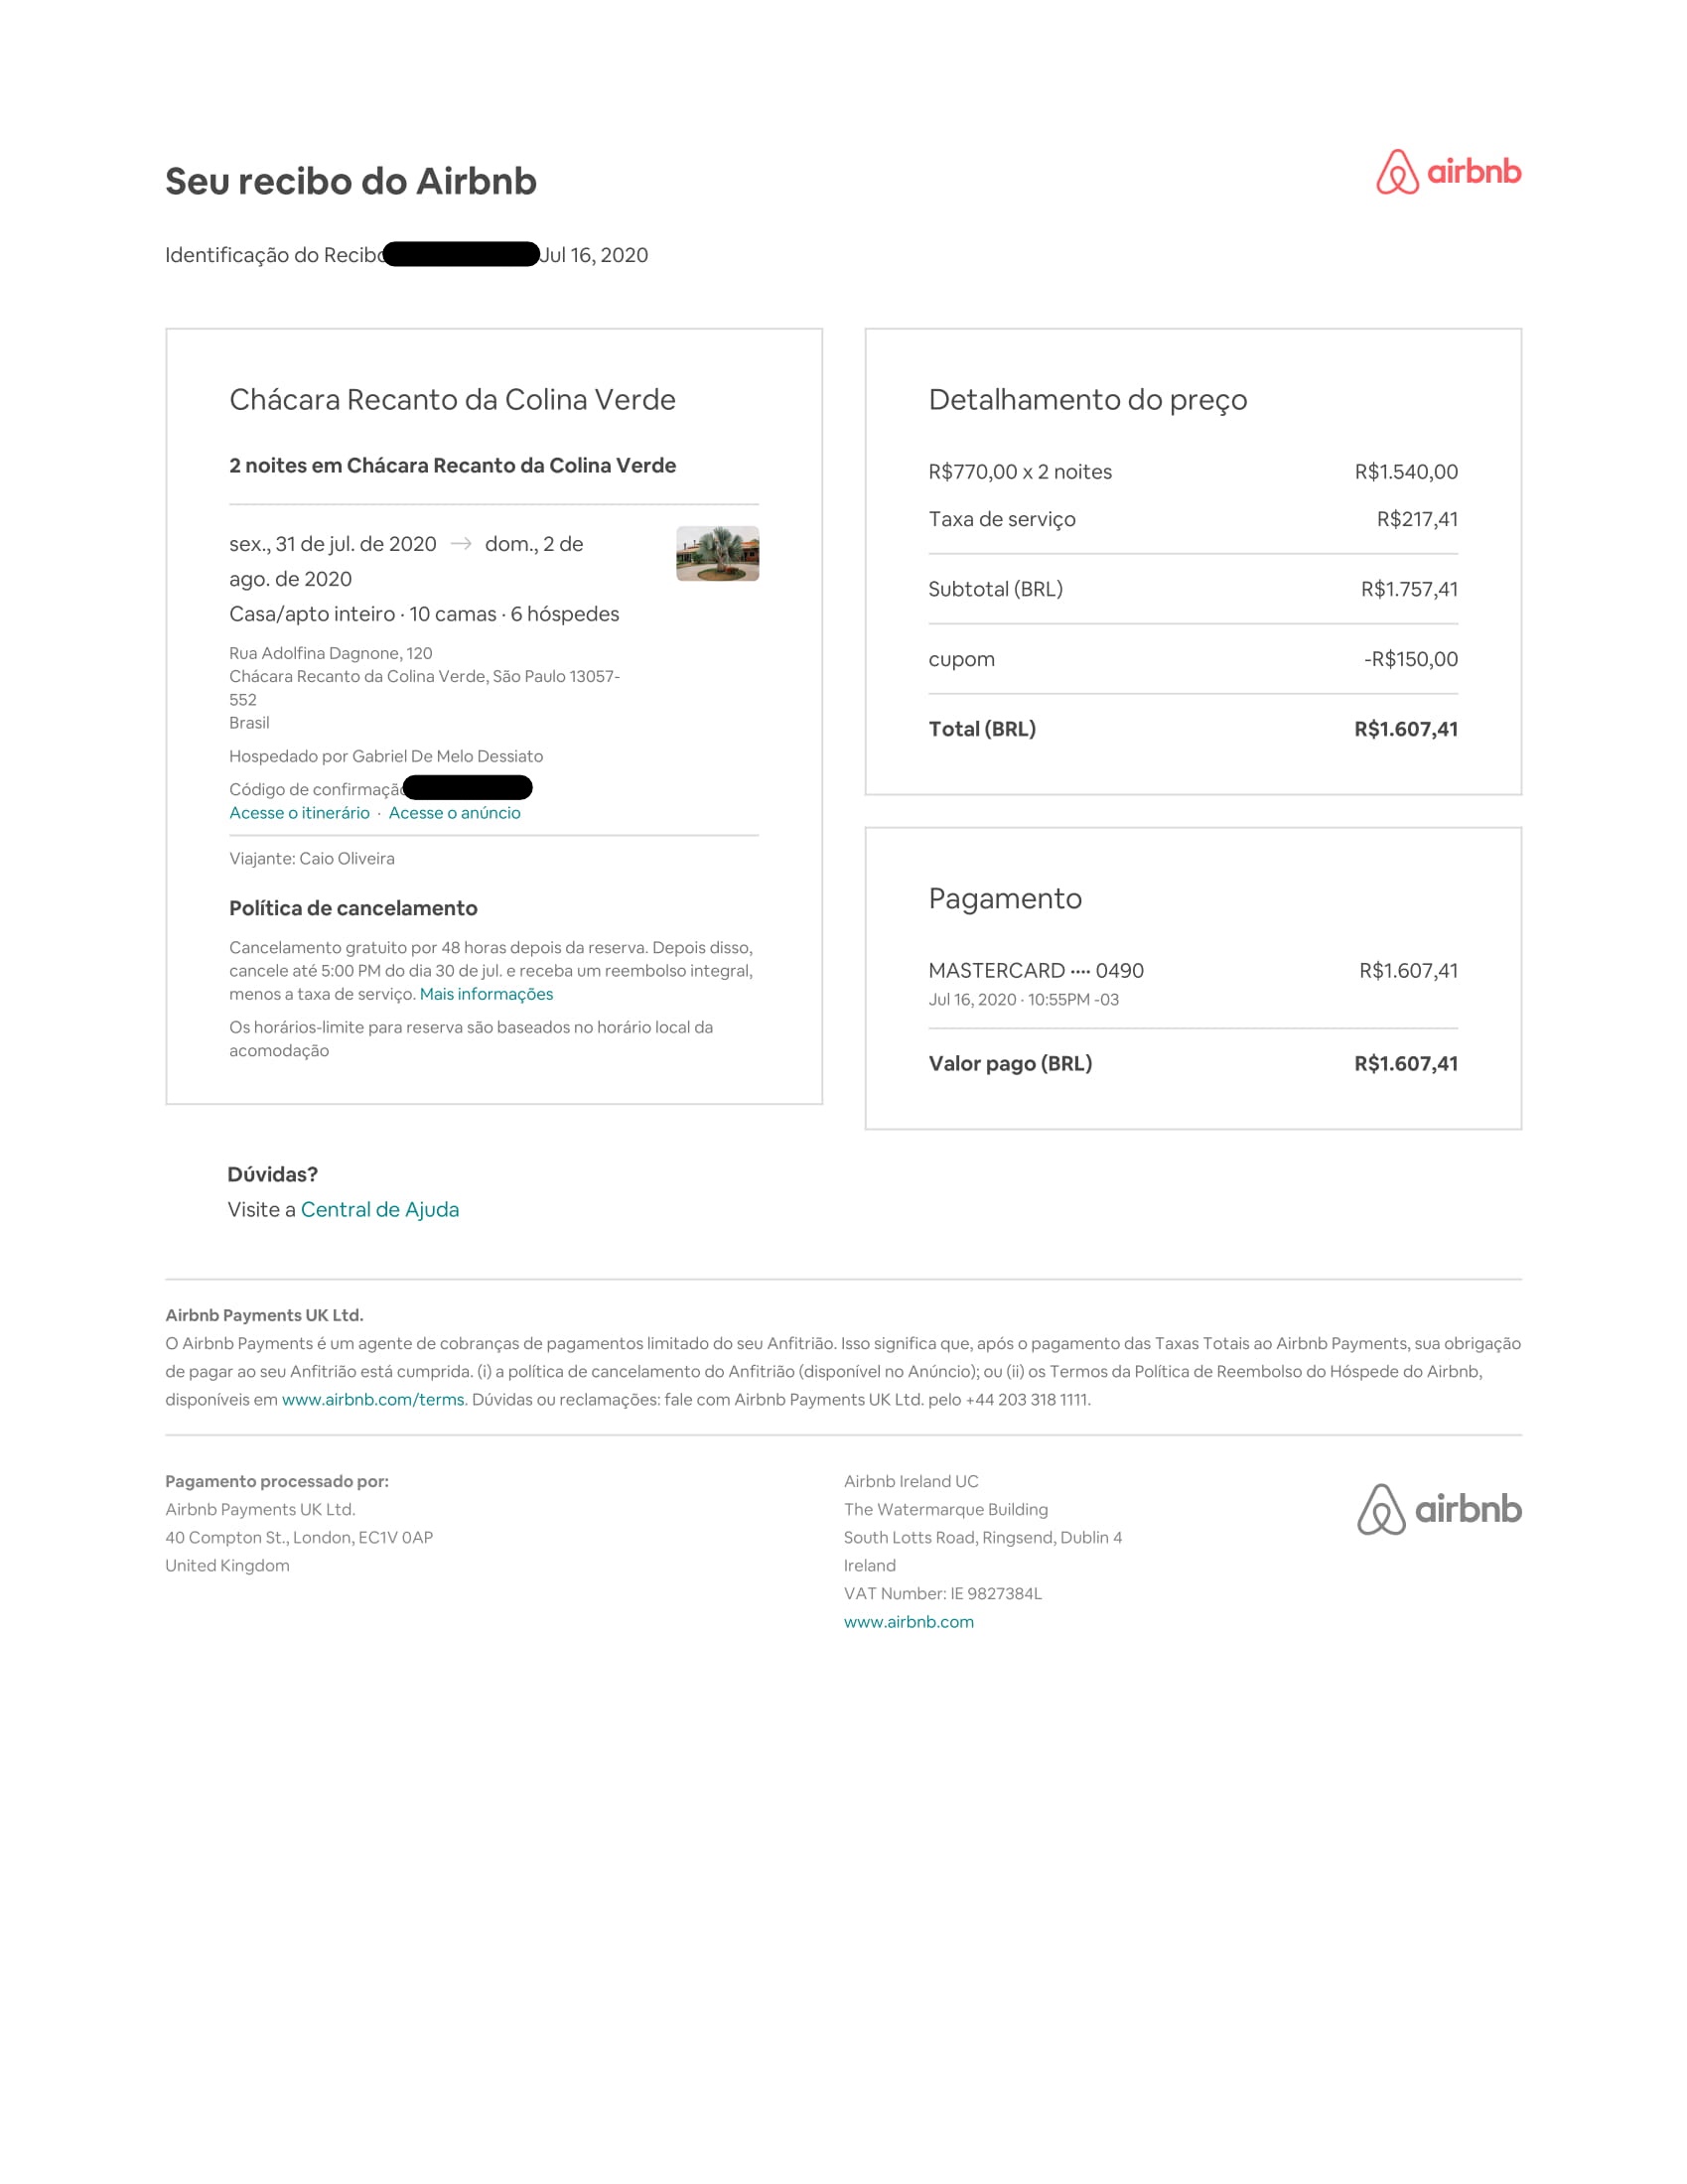 Seu recibo do Airbnb
airbnb
Identificação do Recibo Jul 16, 2020
Chácara Recanto da Colina Verde
2 noites em Chácara Recanto da Colina Verde
sex., 31 de jul. de 2020 → dom., 2 de
ago. de 2020
Casa/apto inteiro · 10 camas · 6 hóspedes
Rua Adolfina Dagnone, 120
Chácara Recanto da Colina Verde, São Paulo 13057-
552
Brasil
Hospedado por Gabriel De Melo Dessiato
Código de confirmação
Acesse o itinerário · Acesse o anúncio
Viajante: Caio Oliveira
Política de cancelamento
Cancelamento gratuito por 48 horas depois da reserva. Depois disso,
cancele até 5:00 PM do dia 30 de jul. e receba um reembolso integral,
menos a taxa de serviço. Mais informações
Os horários-limite para reserva são baseados no horário local da
acomodação
Detalhamento do preço
R$770,00 x 2 noites R$1.540,00
Taxa de serviço R$217,41
Subtotal (BRL) R$1.757,41
cupom -R$150,00
Total (BRL) R$1.607,41
Pagamento
MASTERCARD •••• 0490 R$1.607,41
Jul 16, 2020 · 10:55PM -03
Valor pago (BRL) R$1.607,41
Dúvidas?
Visite a Central de Ajuda
Airbnb Payments UK Ltd.
O Airbnb Payments é um agente de cobranças de pagamentos limitado do seu Anfitrião. Isso significa que, após o pagamento das Taxas Totais ao Airbnb Payments, sua obrigação
de pagar ao seu Anfitrião está cumprida. (i) a política de cancelamento do Anfitrião (disponível no Anúncio); ou (ii) os Termos da Política de Reembolso do Hóspede do Airbnb,
disponíveis em www.airbnb.com/terms. Dúvidas ou reclamações: fale com Airbnb Payments UK Ltd. pelo +44 203 318 1111.
Pagamento processado por:
Airbnb Payments UK Ltd.
40 Compton St., London, EC1V 0AP
United Kingdom
Airbnb Ireland UC
The Watermarque Building
South Lotts Road, Ringsend, Dublin 4
Ireland
VAT Number: IE 9827384L
www.airbnb.com
airbnb